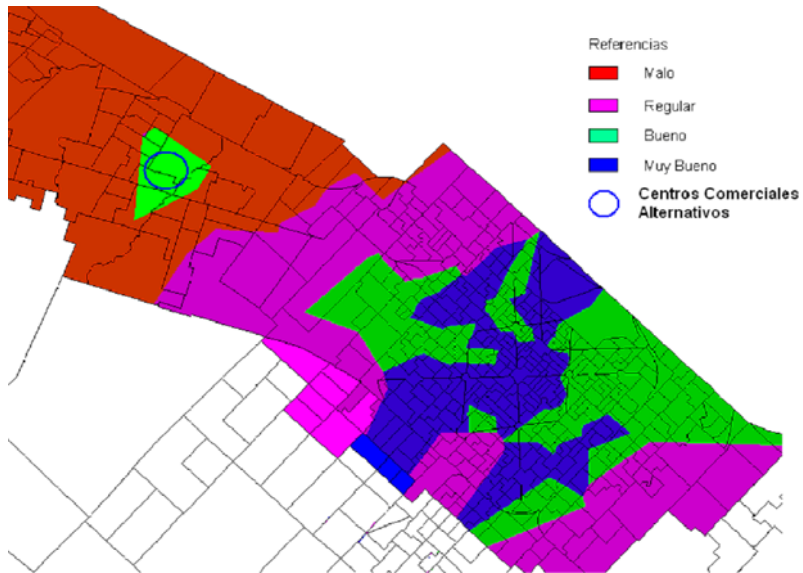 Referencias
Malo
Regular
Bueno
Muy Bueno
Centros Comerciales
Alternativos